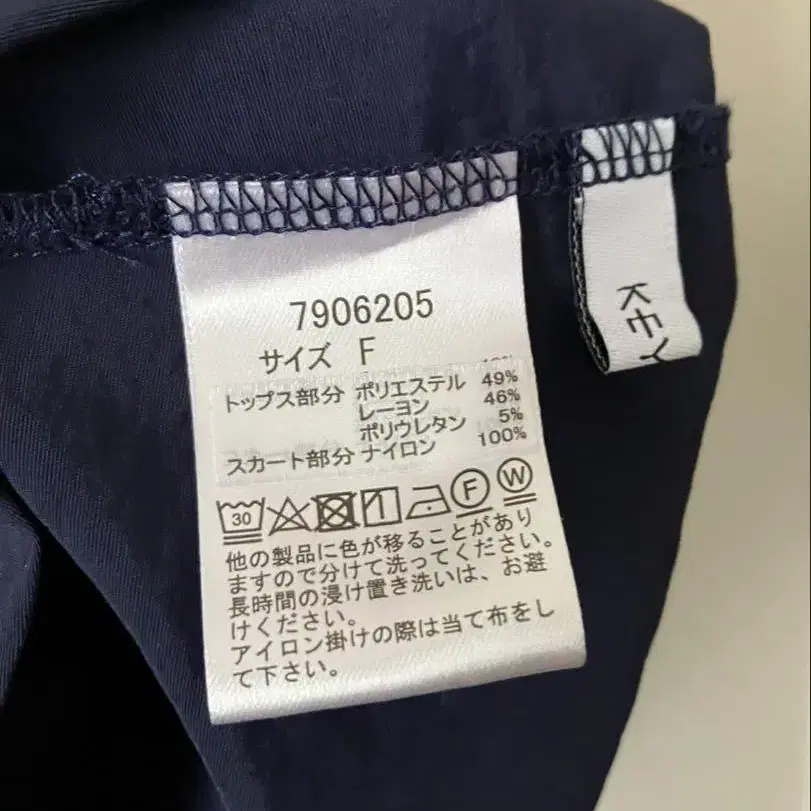 7906205
サイズ F
トップス部分 ポリエステル 49%
レーヨン 46%
ポリウレタン 5%
スカート部分 ナイロン 100%
30 F W
他の製品に色が移ることがあり
ますので分けて洗ってください。
長時間の浸け置き洗いは、お避
けください。
アイロン掛けの際は当て布をし
て下さい。